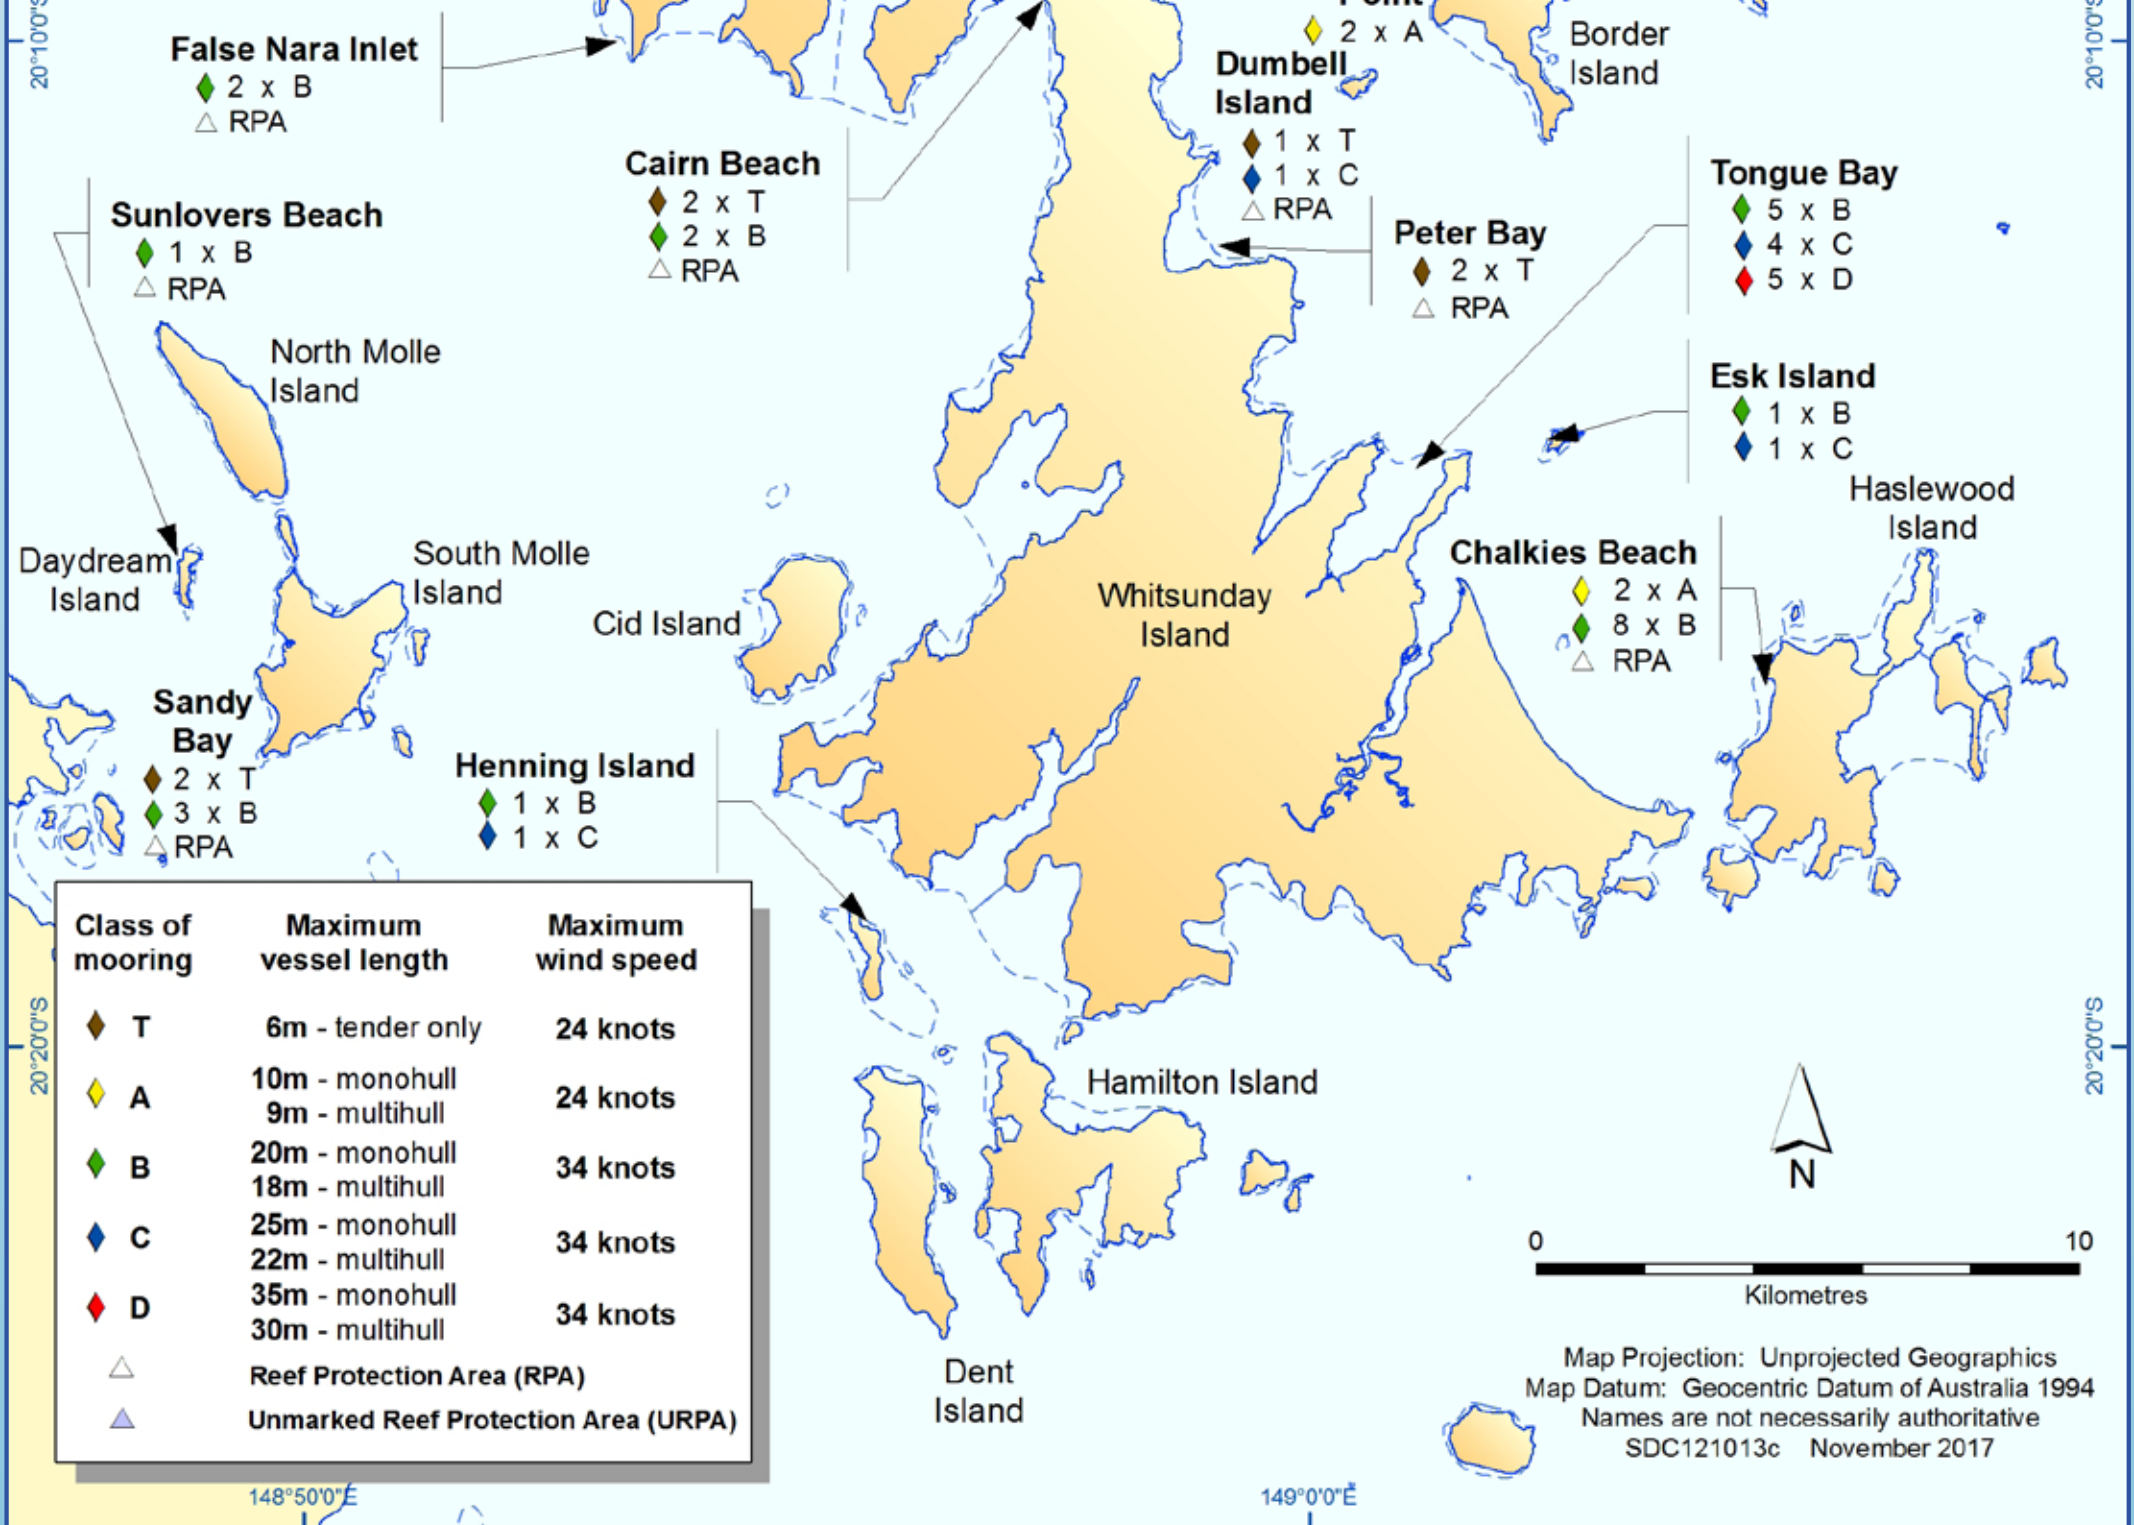 20°10'0"S
False Nara Inlet
2 x B
RPA
2 x A
Border
Island
20°10'0"S
Dumbell
Island
1 x T
1 x C
RPA
Cairn Beach
2 x T
2 x B
RPA
Tongue Bay
5 x B
4 x C
5 x D
Sunlovers Beach
1 x B
RPA
Peter Bay
2 x T
RPA
North Molle
Island
Esk Island
1 x B
1 x C
Haslewood
Island
Daydream
Island
South Molle
Island
Cid Island
Whitsunday
Island
Chalkies Beach
2 x A
8 x B
RPA
Sandy
Bay
2 x T
3 x B
RPA
Henning Island
1 x B
1 x C
Class of mooring Maximum vessel length Maximum wind speed
T 6m - tender only 24 knots
A 10m - monohull 24 knots
9m - multihull
B 20m - monohull 34 knots
18m - multihull
C 25m - monohull 34 knots
22m - multihull
D 35m - monohull 34 knots
30m - multihull
Reef Protection Area (RPA)
Unmarked Reef Protection Area (URPA)
20°20'0"S
Hamilton Island
20°20'0"S
N
Dent
Island
0 10
Kilometres
Map Projection: Unprojected Geographics
Map Datum: Geocentric Datum of Australia 1994
Names are not necessarily authoritative
SDC121013c November 2017
148°50'0"E
149°0'0"E